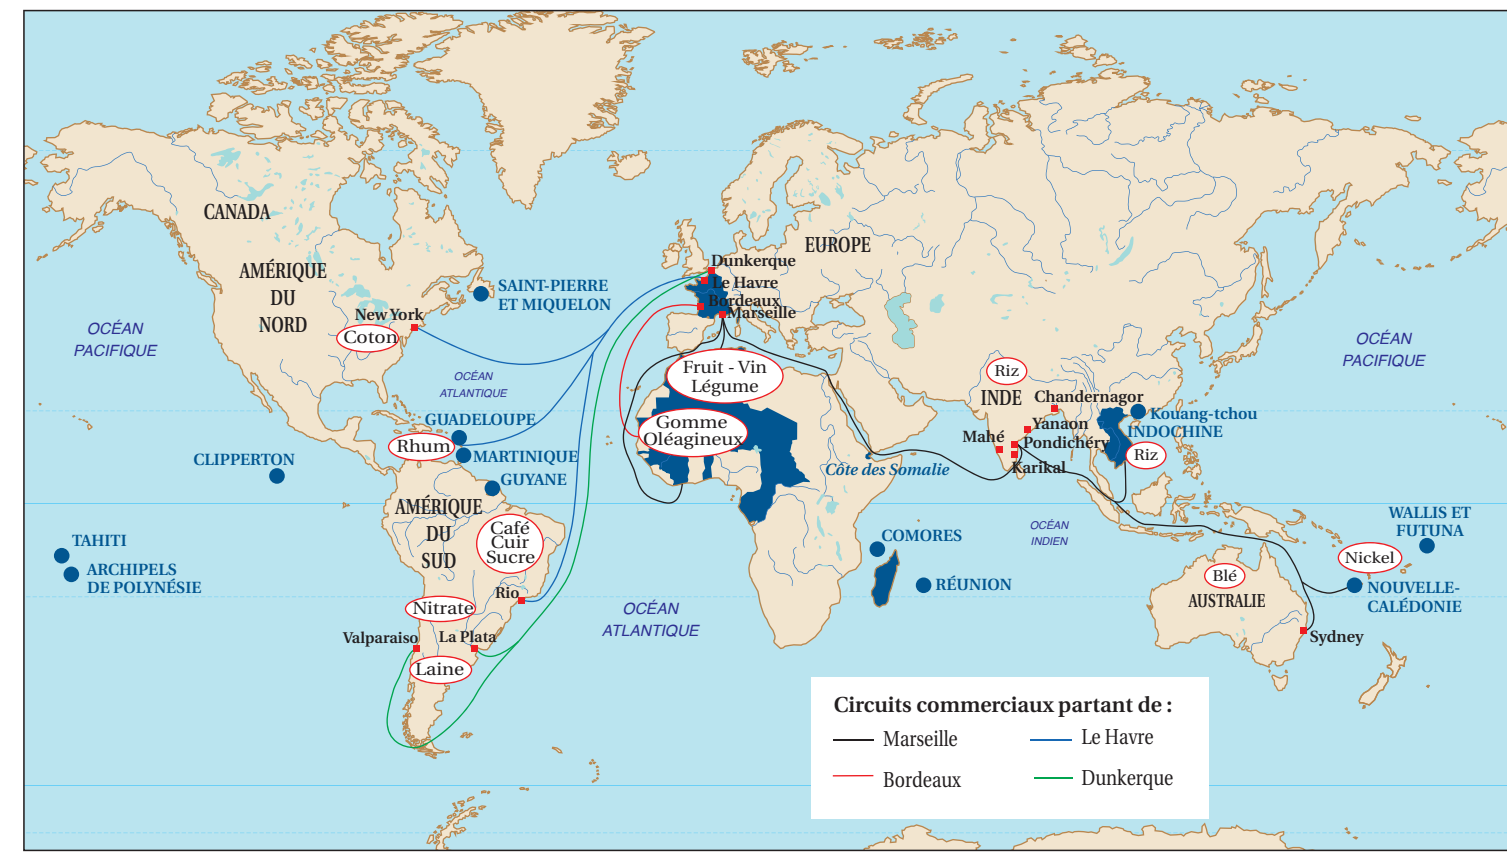 CANADA
AMÉRIQUE
DU
NORD
EUROPE
Dunkerque
Le Havre
Bordeaux
Marseille
SAINT-PIERRE
ET MIQUELON
New York
Coton
OCÉAN
PACIFIQUE
OCÉAN
ATLANTIQUE
OCÉAN
PACIFIQUE
Fruit - Vin
Légume
Gomme
Oléagineux
Riz
INDE
Chandernagor
Yanaon
Mahé
Pondichéry
Karikal
Kouang-tchou
INDOCHINE
Riz
GUADELOUPE
Rhum
MARTINIQUE
GUYANE
CLIPPERTON
Côte des Somalie
AMÉRIQUE
DU
SUD
Café
Cuir
Sucre
TAHITI
ARCHIPELS
DE POLYNÉSIE
COMORES
RÉUNION
OCÉAN
INDIEN
WALLIS ET
FUTUNA
Nickel
NOUVELLE-
CALÉDONIE
Blé
AUSTRALIE
Sydney
Rio
Nitrate
Valparaiso
La Plata
Laine
OCÉAN
ATLANTIQUE
Circuits commerciaux partant de :
Marseille
Le Havre
Bordeaux
Dunkerque